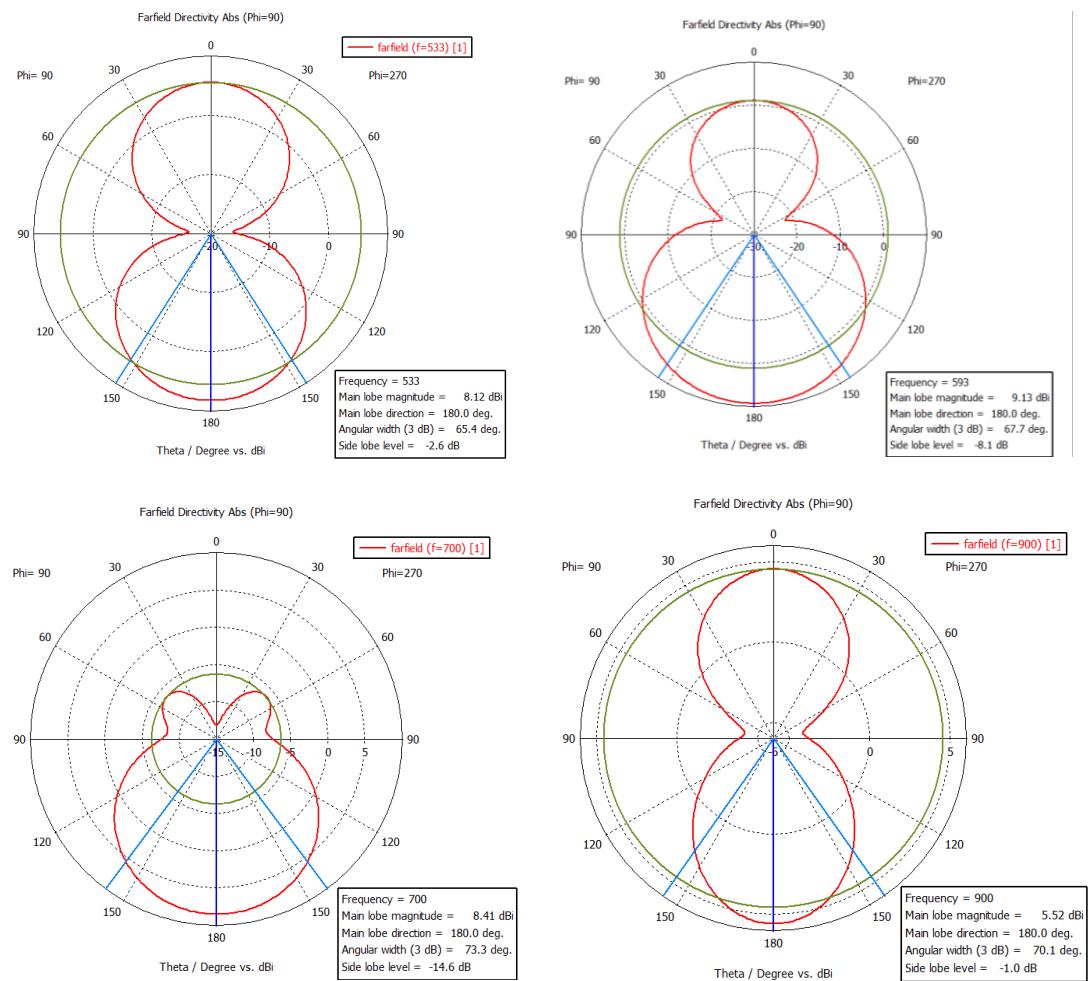 Farfield Directivity Abs (Phi=90)
farfield (f=533) [1]
0
30
30
Phi= 90
Phi=270
60
60
90
-20
-10
0
90
120
120
150
150
180
Theta / Degree vs. dBi
Frequency = 533
Main lobe magnitude = 8.12 dBi
Main lobe direction = 180.0 deg.
Angular width (3 dB) = 65.4 deg.
Side lobe level = -2.6 dB
Farfield Directivity Abs (Phi=90)
0
30
30
Phi= 90
Phi=270
60
60
90
-30
-20
-10
0
90
120
120
150
150
180
Theta / Degree vs. dBi
Frequency = 593
Main lobe magnitude = 9.13 dBi
Main lobe direction = 180.0 deg.
Angular width (3 dB) = 67.7 deg.
Side lobe level = -8.1 dB
Farfield Directivity Abs (Phi=90)
farfield (f=700) [1]
0
30
30
Phi= 90
Phi=270
60
60
90
-15
-10
-5
0
5
90
120
120
150
150
180
Theta / Degree vs. dBi
Frequency = 700
Main lobe magnitude = 8.41 dBi
Main lobe direction = 180.0 deg.
Angular width (3 dB) = 73.3 deg.
Side lobe level = -14.6 dB
Farfield Directivity Abs (Phi=90)
farfield (f=900) [1]
0
30
30
Phi= 90
Phi=270
60
60
90
-5
0
5
90
120
120
150
150
180
Theta / Degree vs. dBi
Frequency = 900
Main lobe magnitude = 5.52 dBi
Main lobe direction = 180.0 deg.
Angular width (3 dB) = 70.1 deg.
Side lobe level = -1.0 dB